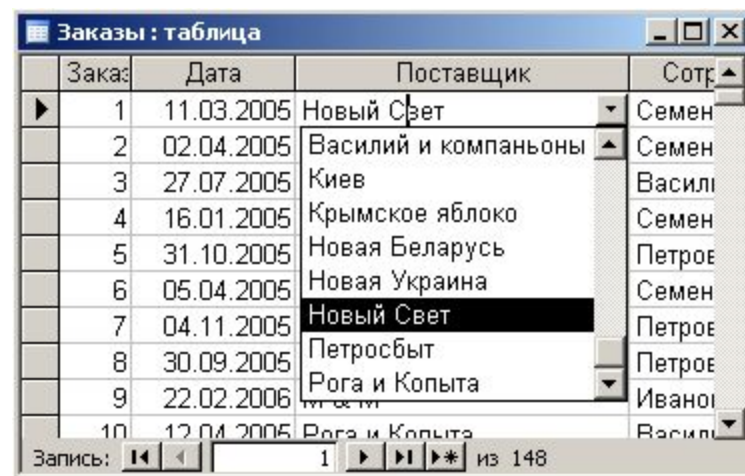 Заказы : таблица
Заказ Дата Поставщик Сотр
1 11.03.2005 Новый Свет Семен
2 02.04.2005 Василий и компаньоны Семен
3 27.07.2005 Киев Васили
4 16.01.2005 Крымское яблоко Семен
5 31.10.2005 Новая Беларусь Петров
6 05.04.2005 Новая Украина Семен
7 04.11.2005 Новый Свет Петров
8 30.09.2005 Петросбыт Петров
9 22.02.2006 Рога и Копыта Иванов
10 12.04.2005 Рога и Копыта Васили
Запись: 1 из 148